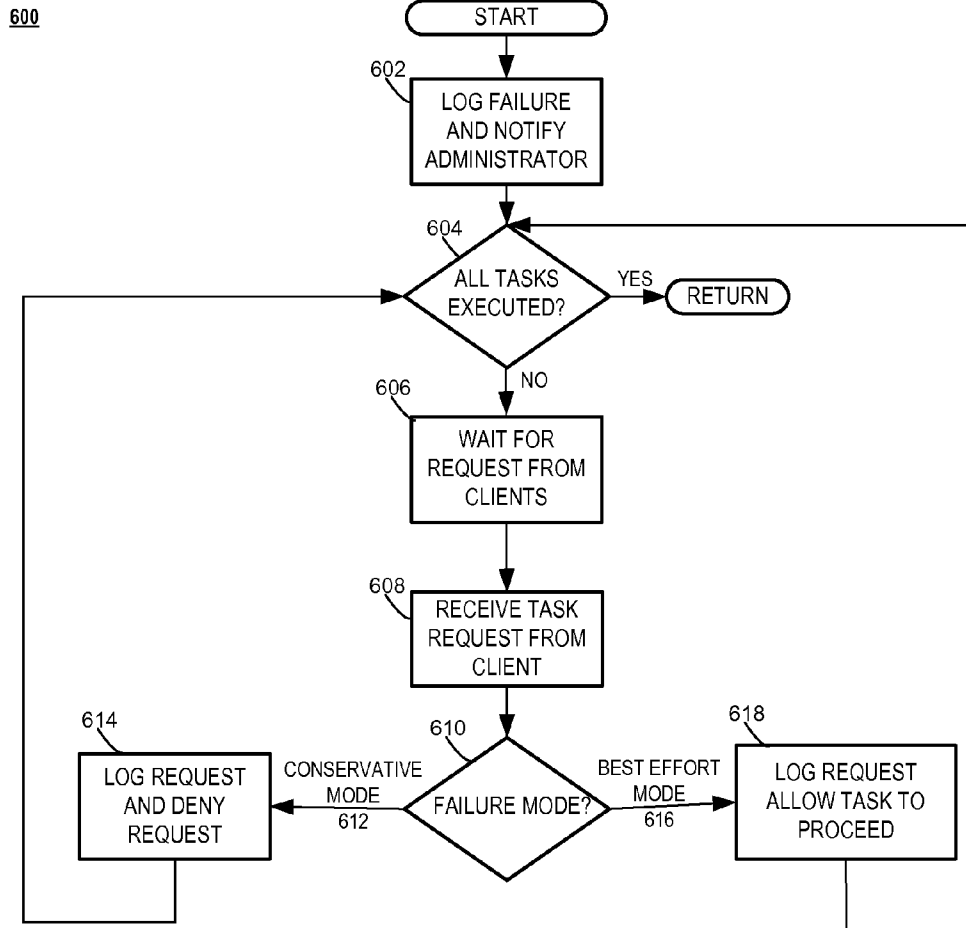 600
START
602
LOG FAILURE
AND NOTIFY
ADMINISTRATOR
604
ALL TASKS
EXECUTED?
YES
RETURN
NO
606
WAIT FOR
REQUEST FROM
CLIENTS
608
RECEIVE TASK
REQUEST FROM
CLIENT
610
FAILURE MODE?
CONSERVATIVE
MODE
612
614
LOG REQUEST
AND DENY
REQUEST
BEST EFFORT
MODE
616
618
LOG REQUEST
ALLOW TASK TO
PROCEED